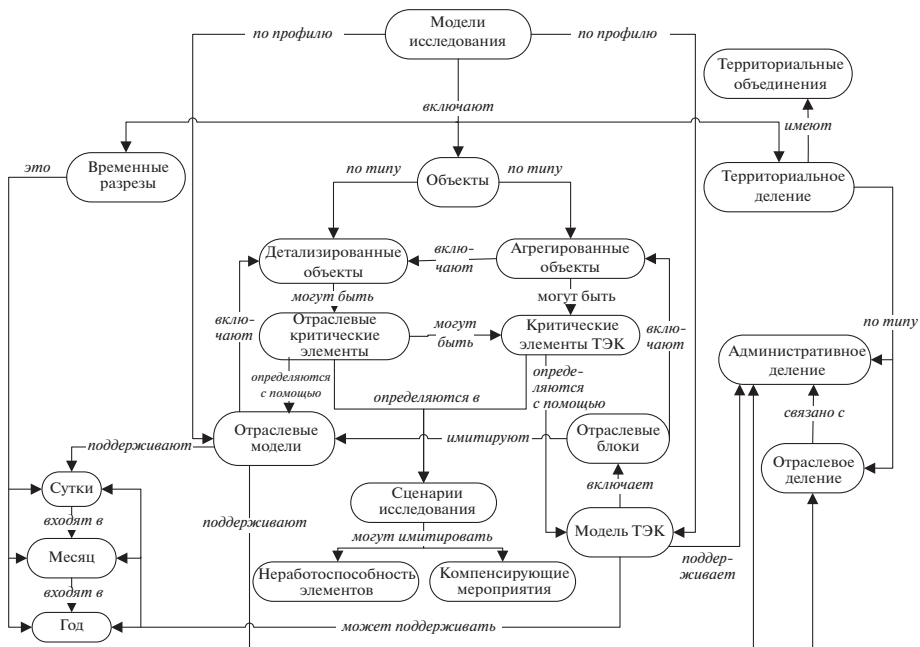 Модели
исследования
по профилю
по профилю
Территориальные
объединения
включают
имеют
это
Временные
разрезы
по типу
Объекты
по типу
Территориальное
деление
Детализированные
объекты
вклю-
чают
Агрегированные
объекты
могут быть
могут быть
вклю-
чают
Отраслевые
критические
элементы
могут
быть
Критические
элементы ТЭК
вклю-
чают
по типу
Административное
деление
определяются
с помощью
определяются в
опреде-
ляются
с помощью
связано с
поддерживают
Отраслевые
модели
имитируют
Отраслевые
блоки
Отраслевое
деление
Сутки
поддерживают
Сценарии
исследования
включает
входят в
могут имитировать
Модель ТЭК
Месяц
поддер-
живает
Неработоспособность
элементов
Компенсирующие
мероприятия
входят в
Год
может поддерживать